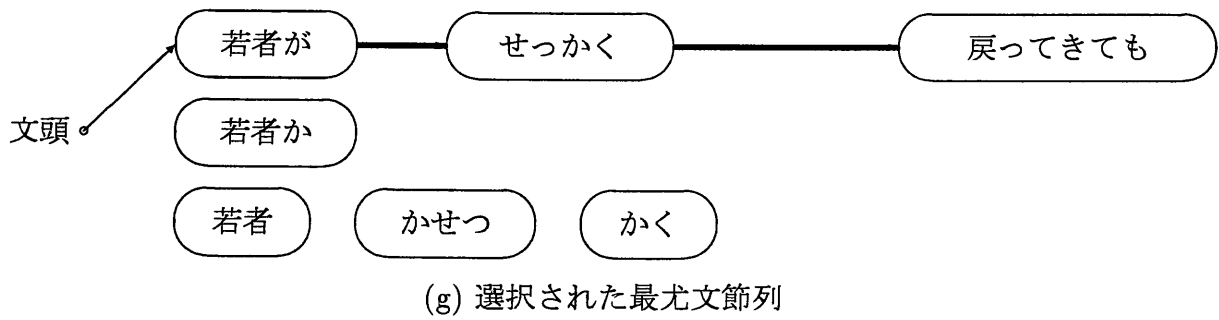 若者が せっかく 戻ってきても
文頭
若者か
若者 かせつ かく
(g) 選択された最尤文節列